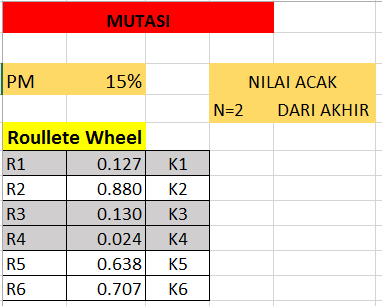 MUTASI
PM 15% NILAI ACAK
N=2 DARI AKHIR
Roullete Wheel
R1 0.127 K1
R2 0.880 K2
R3 0.130 K3
R4 0.024 K4
R5 0.638 K5
R6 0.707 K6